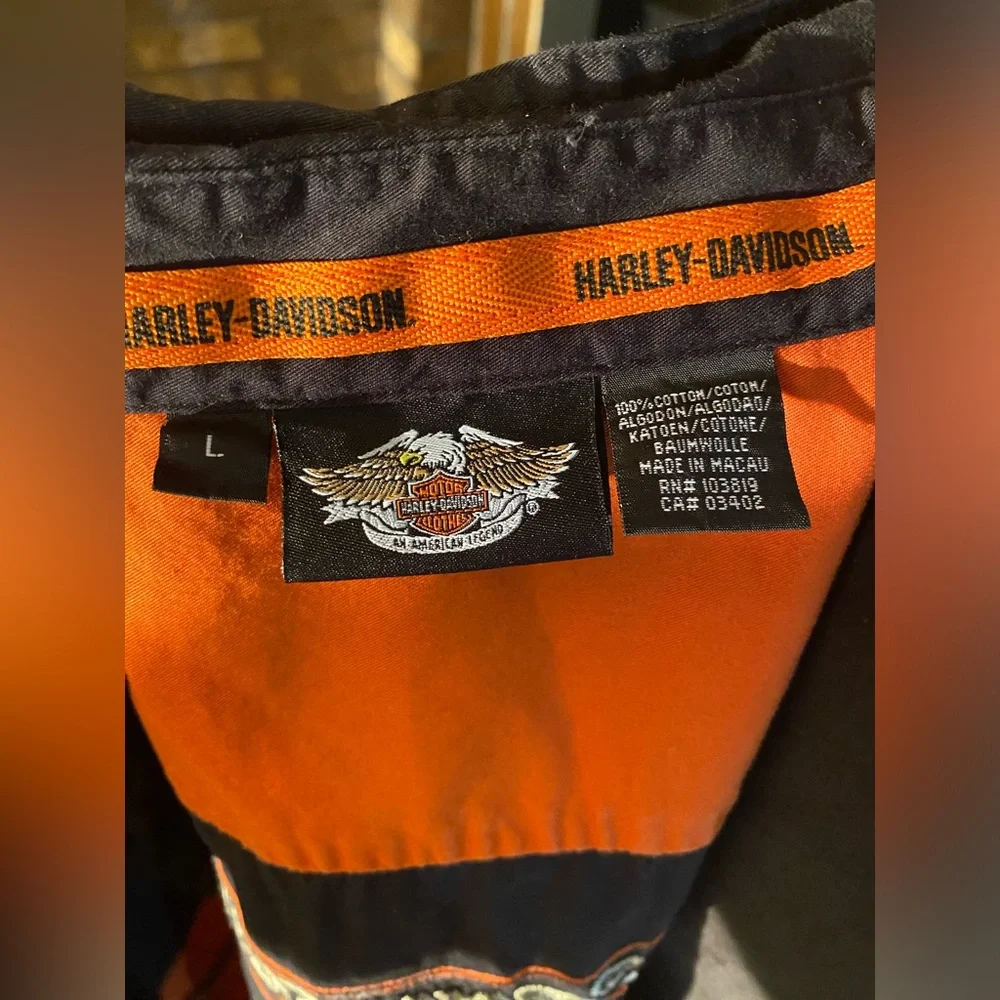 HARLEY-DAVIDSON
HARLEY-DAVIDSON
L
MOTOR
HARLEY-DAVIDSON
CLOTHES
AN AMERICAN LEGEND
®
100% COTTON/COTON/
ALGODON/ALGODAO/
KATOEN/COTONE/
BAUMWOLLE
MADE IN MACAU
RN# 103819
CA# 03402